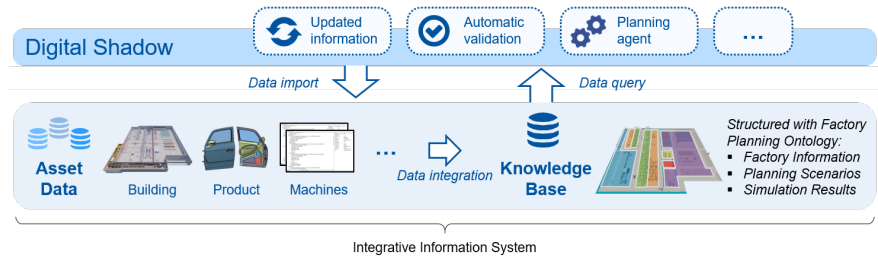 Digital Shadow
Updated
information
Automatic
validation
Planning
agent
...
Data import
Data query
Asset
Data
Building
Product
Machines
...
Data integration
Knowledge
Base
Structured with Factory
Planning Ontology:
▪ Factory Information
▪ Planning Scenarios
▪ Simulation Results
Integrative Information System